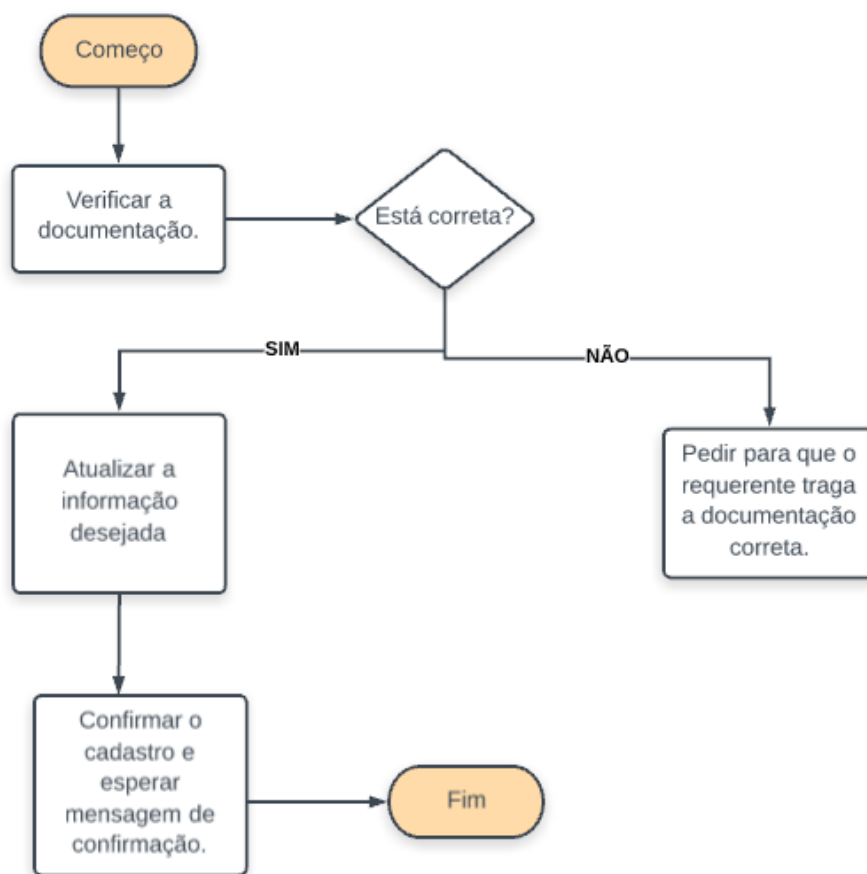 Começo
Verificar a
documentação.
Está correta?
SIM
NÃO
Atualizar a
informação
desejada
Pedir para que o
requerente traga
a documentação
correta.
Confirmar o
cadastro e
esperar
mensagem de
confirmação.
Fim